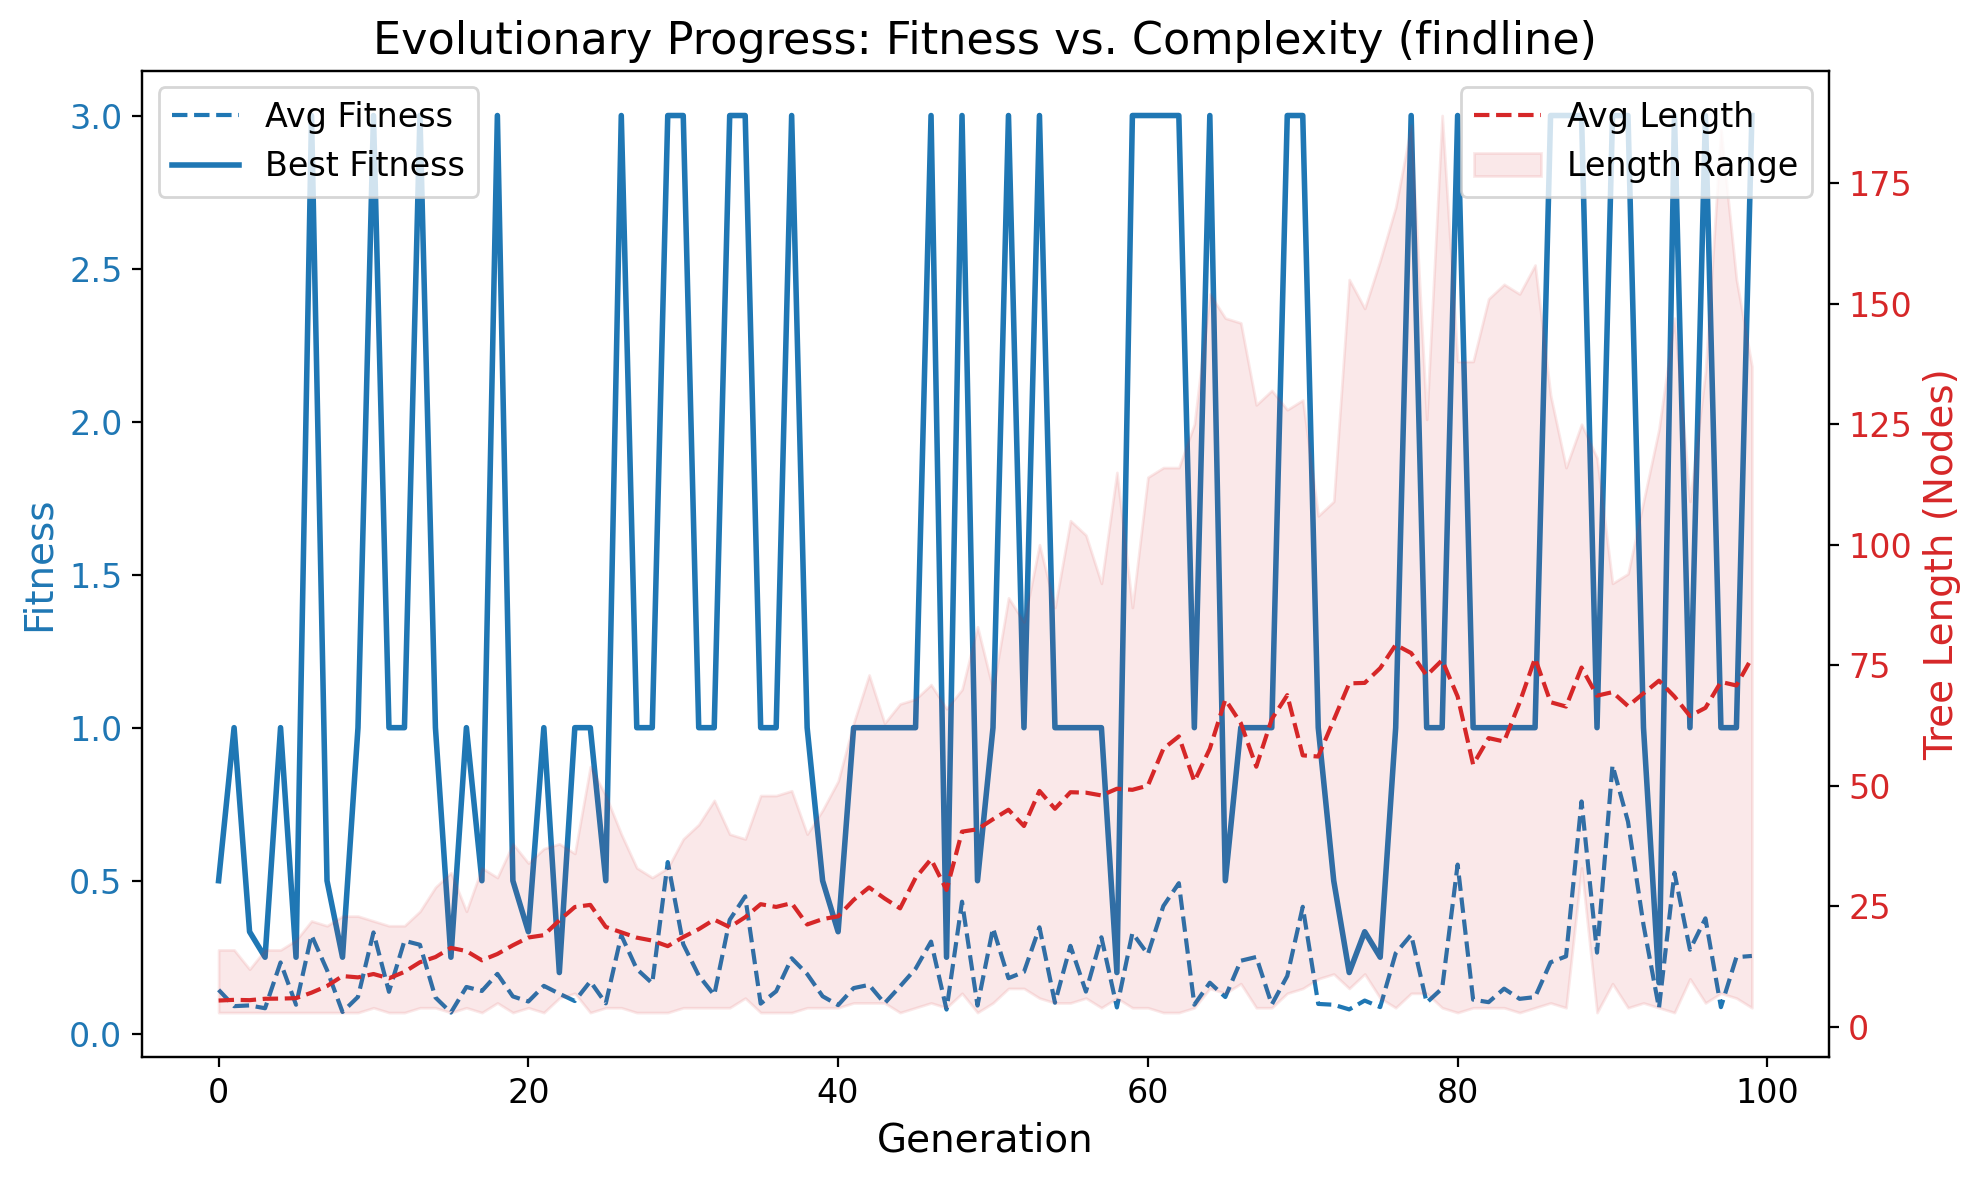 Evolutionary Progress: Fitness vs. Complexity (findline)
Avg Fitness
Best Fitness
Avg Length
Length Range
Fitness
3.0
2.5
2.0
1.5
1.0
0.5
0.0
Tree Length (Nodes)
175
150
125
100
75
50
25
0
0 20 40 60 80 100
Generation